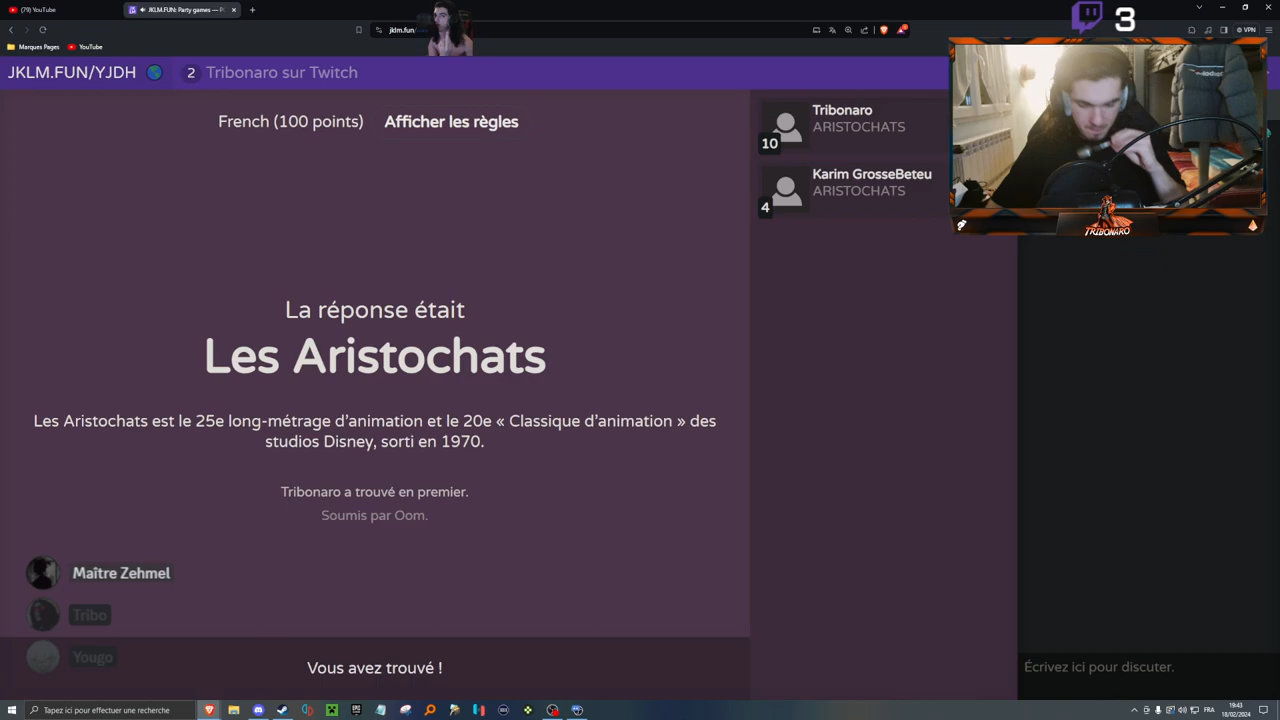 (79) YouTube
JKLM.FUN: Party games — P
jklm.fun/
VPN
Marques Pages
YouTube
3
JKLM.FUN/YJDH
2 Tribonaro sur Twitch
French (100 points) Afficher les règles
Tribonaro
ARISTOCHATS
10
Karim GrosseBeteu
ARISTOCHATS
4
TRIBONARO
La réponse était
Les Aristochats
Les Aristochats est le 25e long-métrage d'animation et le 20e « Classique d'animation » des
studios Disney, sorti en 1970.
Tribonaro a trouvé en premier.
Soumis par Oom.
Maître Zehmel
Tribo
Yougo
Vous avez trouvé !
Écrivez ici pour discuter.
Tapez ici pour effectuer une recherche
FRA
19:43
18/02/2024